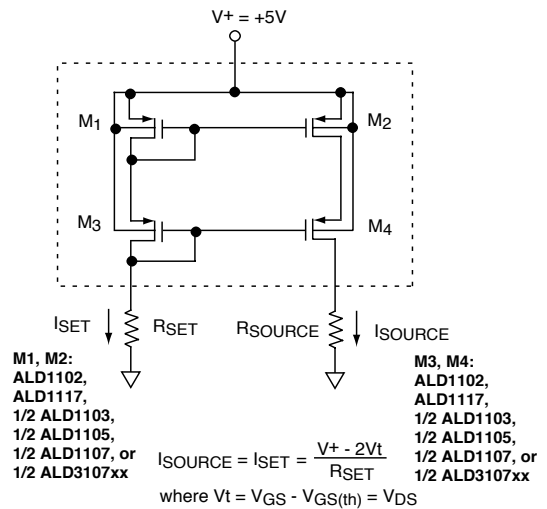 V+ = +5V
M1
M2
M3
M4
ISET
RSET
RSOURCE
ISOURCE
M1, M2:
ALD1102,
ALD1117,
1/2 ALD1103,
1/2 ALD1105,
1/2 ALD1107, or
1/2 ALD3107xx
M3, M4:
ALD1102,
ALD1117,
1/2 ALD1103,
1/2 ALD1105,
1/2 ALD1107, or
1/2 ALD3107xx
ISOURCE = ISET = V+ - 2Vt
RSET
where Vt = VGS - VGS(th) = VDS